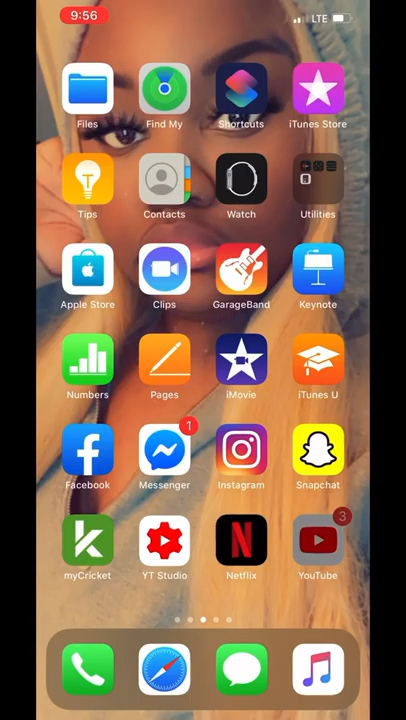 9:56 LTE
Files Find My Shortcuts iTunes Store
Tips Contacts Watch Utilities
Apple Store Clips GarageBand Keynote
Numbers Pages iMovie iTunes U
1
Facebook Messenger Instagram Snapchat
3
myCricket YT Studio Netflix YouTube